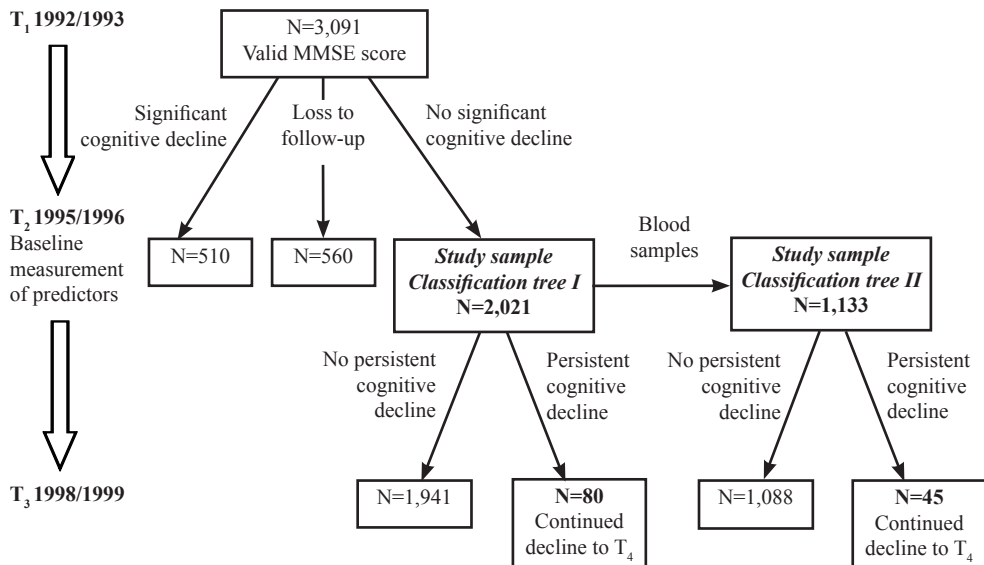 T1 1992/1993
N=3,091
Valid MMSE score
Significant
cognitive decline
Loss to
follow-up
No significant
cognitive decline
T2 1995/1996
Baseline
measurement
of predictors
N=510
N=560
Study sample
Classification tree I
N=2,021
Blood
samples
Study sample
Classification tree II
N=1,133
No persistent
cognitive
decline
Persistent
cognitive
decline
No persistent
cognitive
decline
Persistent
cognitive
decline
T3 1998/1999
N=1,941
N=80
Continued
decline to T4
N=1,088
N=45
Continued
decline to T4